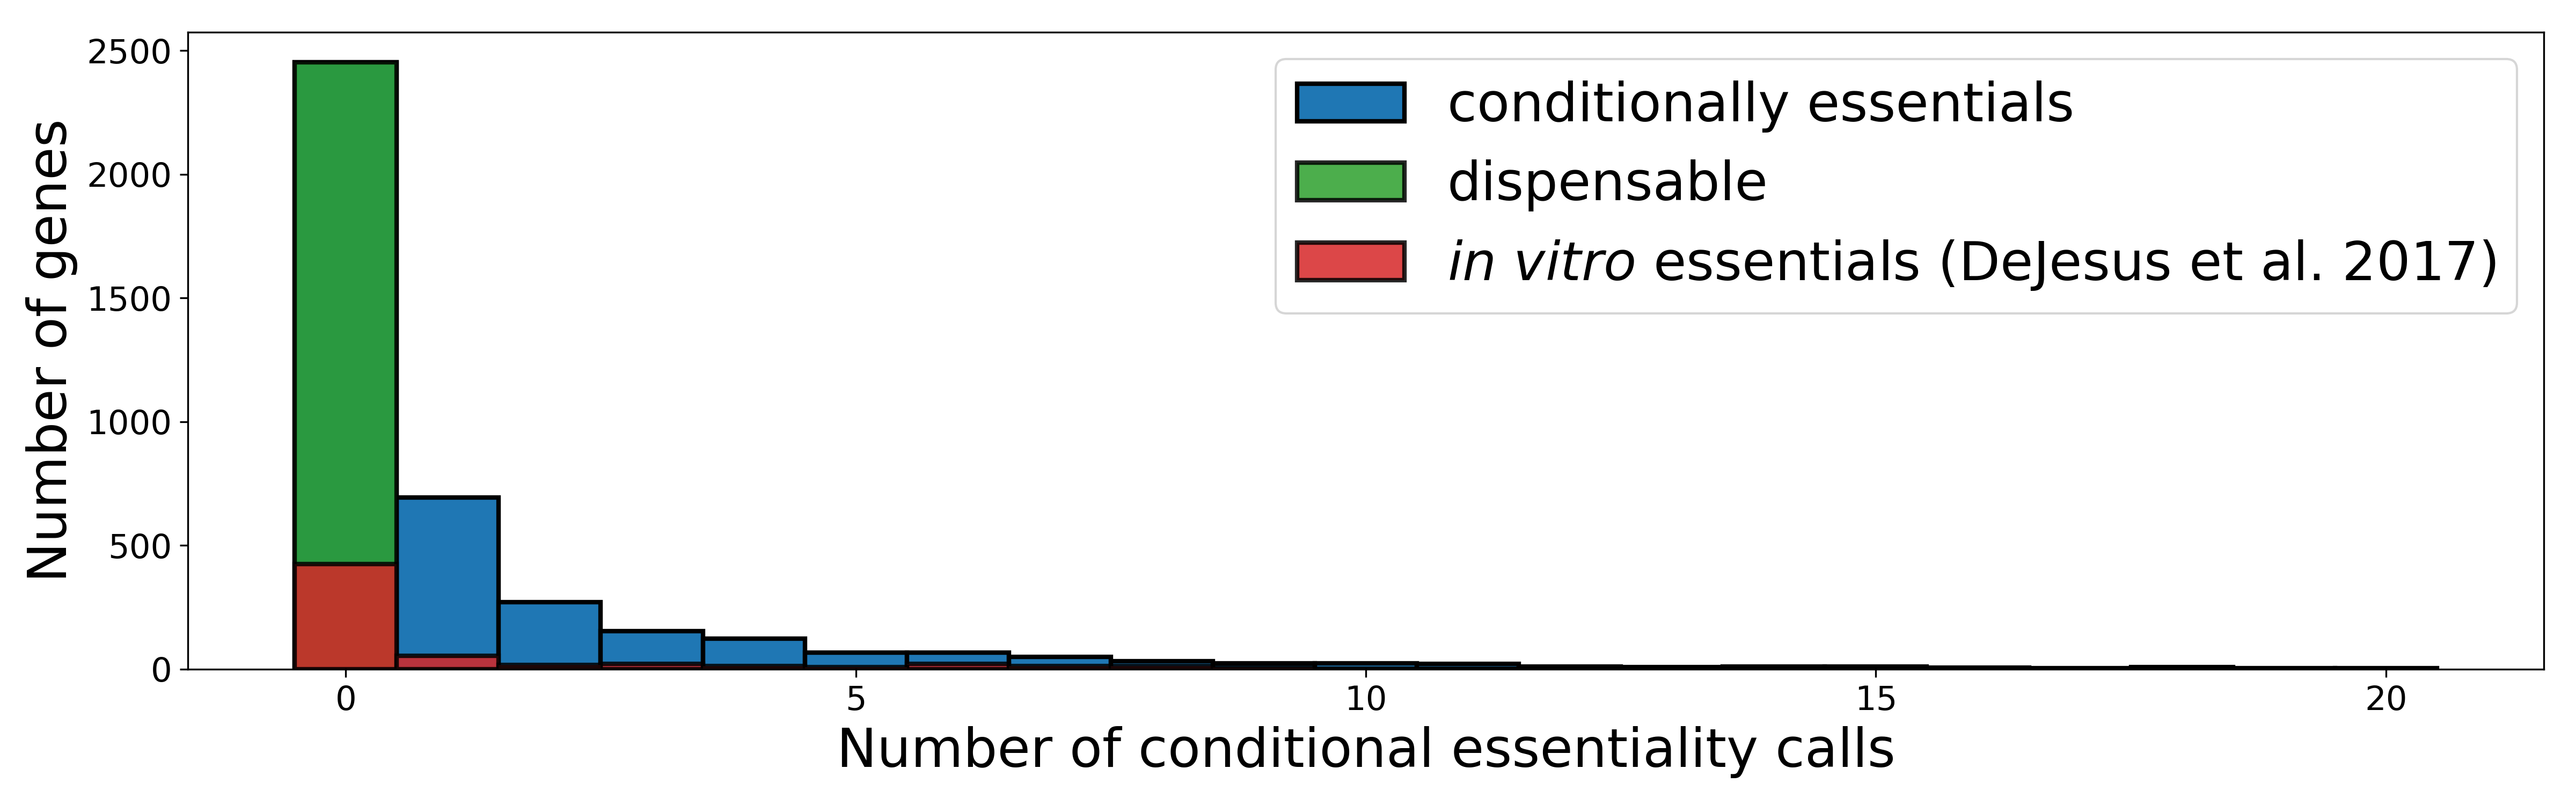 2500
2000
1500
1000
500
0
Number of genes
conditionally essentials
dispensable
in vitro essentials (DeJesus et al. 2017)
0 5 10 15 20
Number of conditional essentiality calls